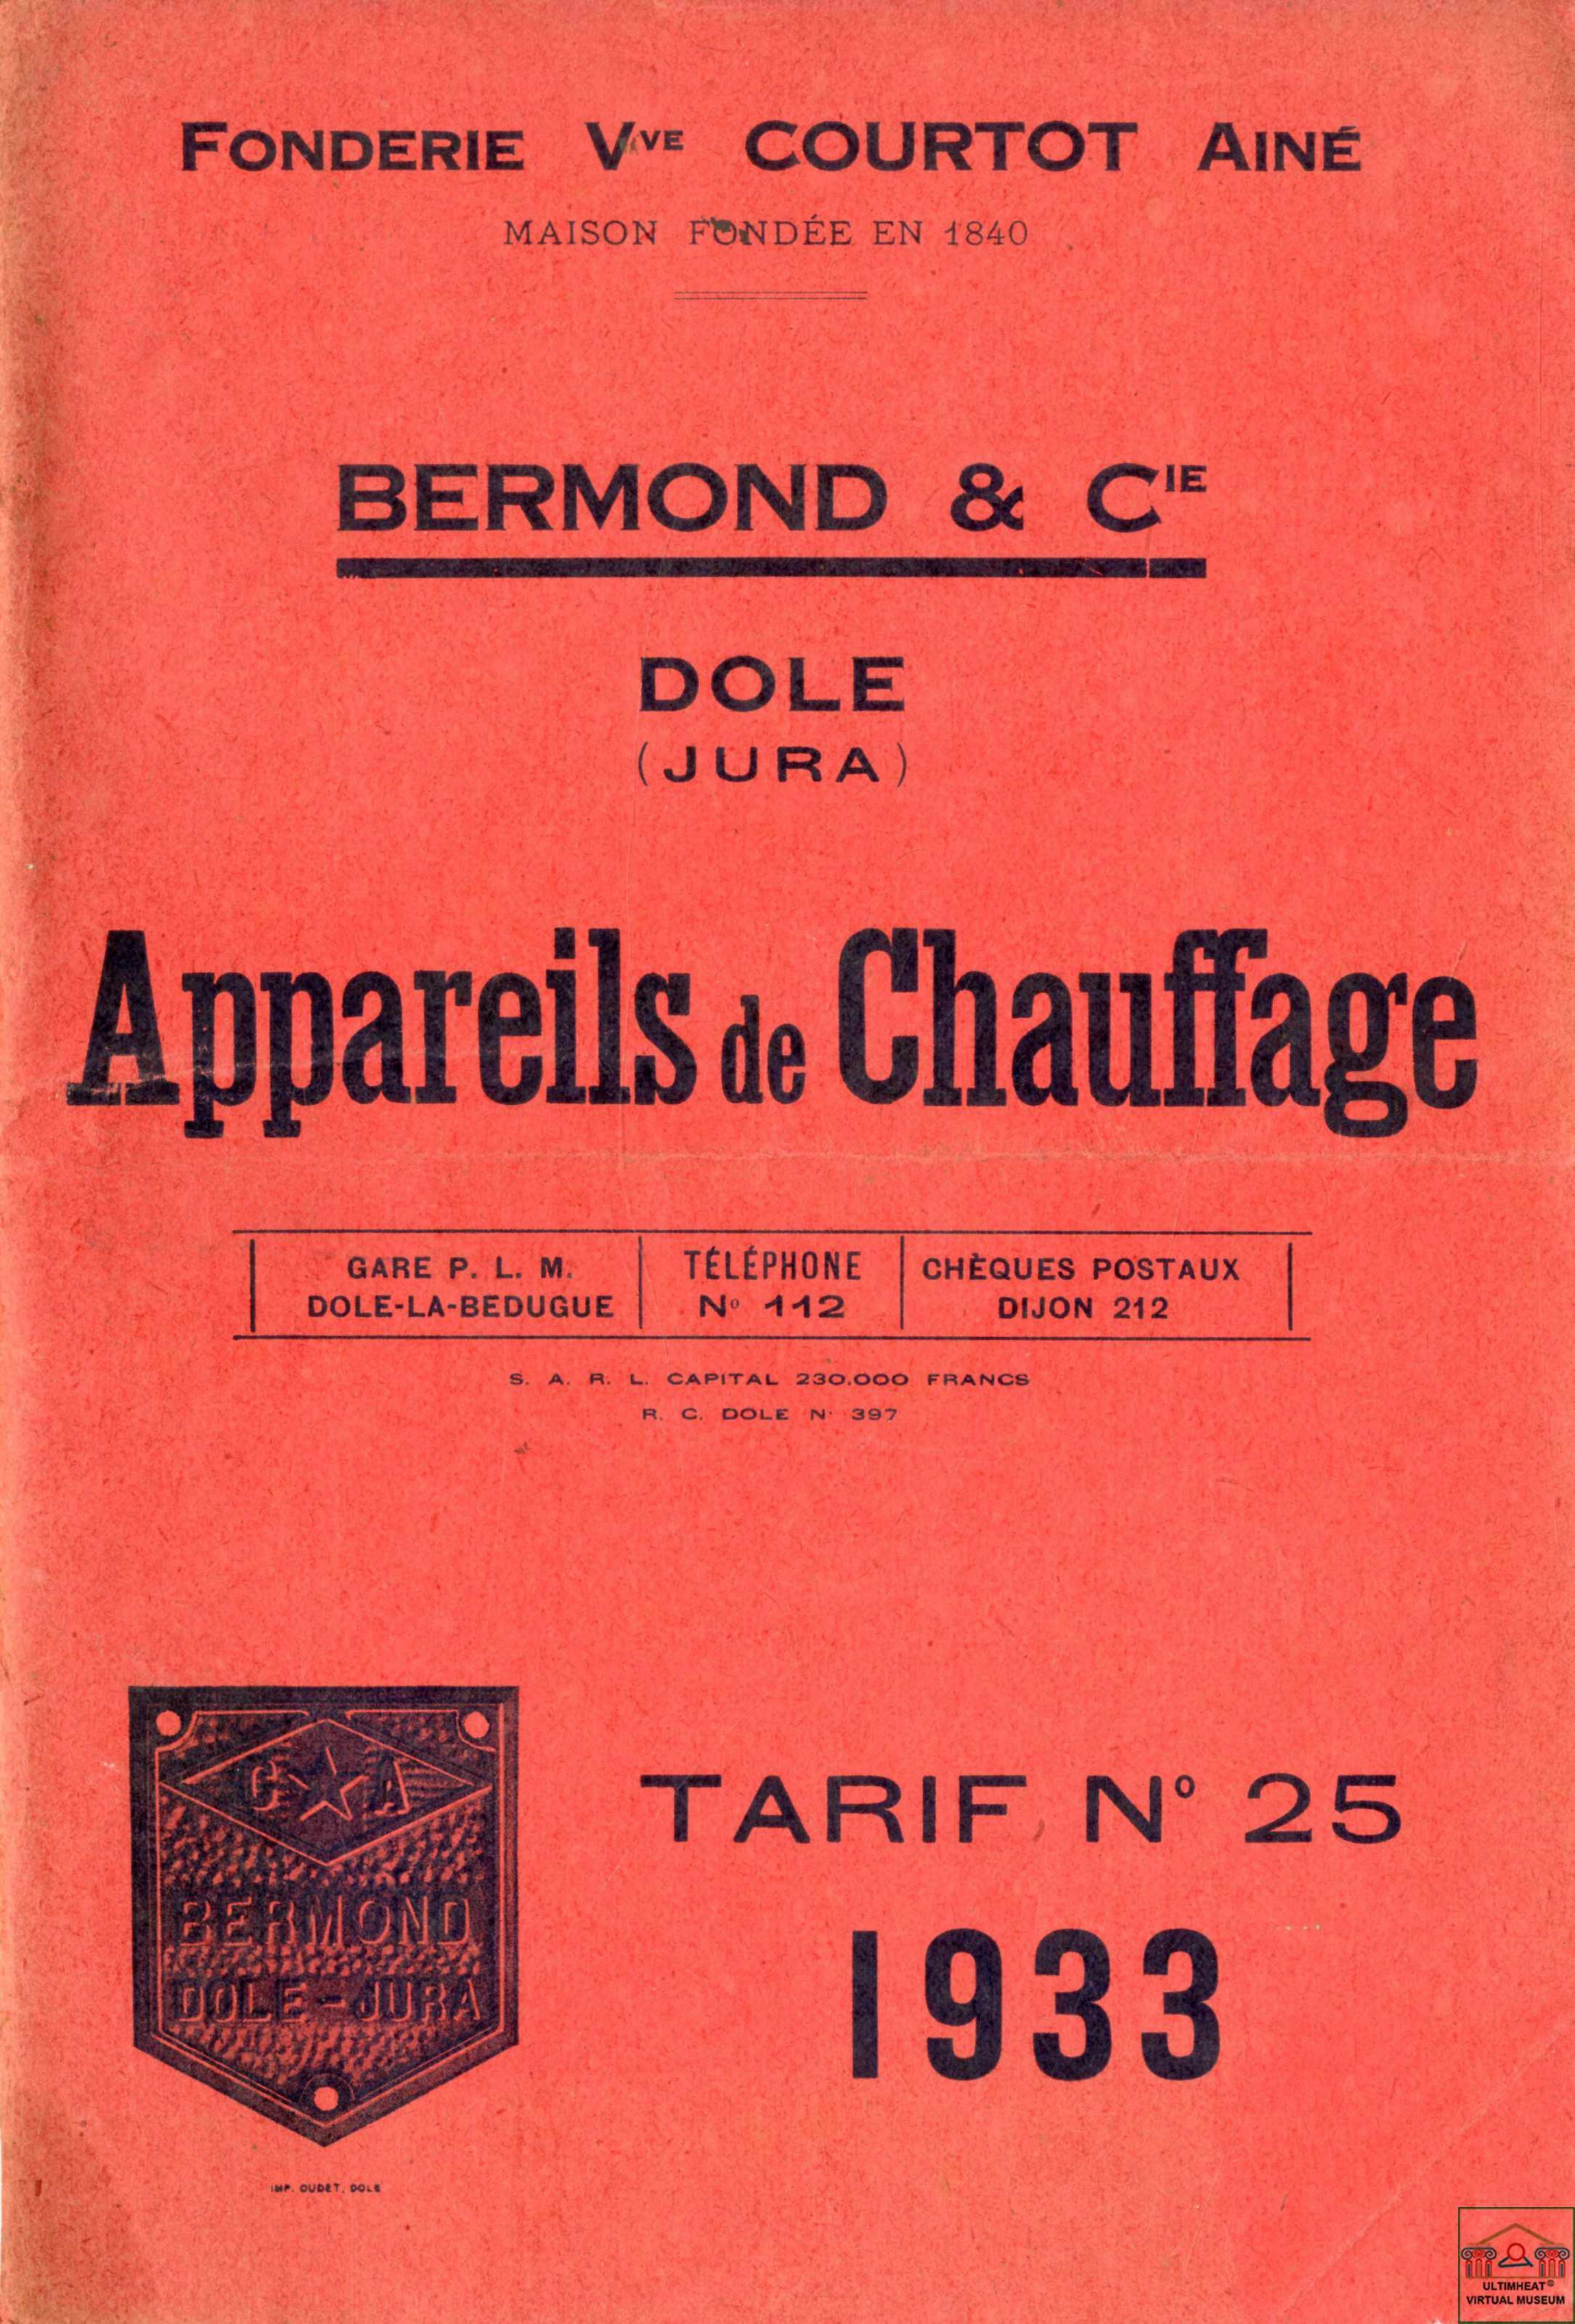 FONDERIE VVE COURTOT AINÉ
MAISON FONDÉE EN 1840
BERMOND & CIE
DOLE
(JURA)
Appareils de Chauffage
GARE P. L. M.
DOLE-LA-BEDUGUE
TÉLÉPHONE
No 112
CHÈQUES POSTAUX
DIJON 212
S. A. R. L. CAPITAL 230.000 FRANCS
R. C. DOLE N· 397
C A
BERMOND
DOLE-JURA
TARIF No 25
1933
IMP. OUDET, DOLE
ULTIMHEAT®
VIRTUAL MUSEUM